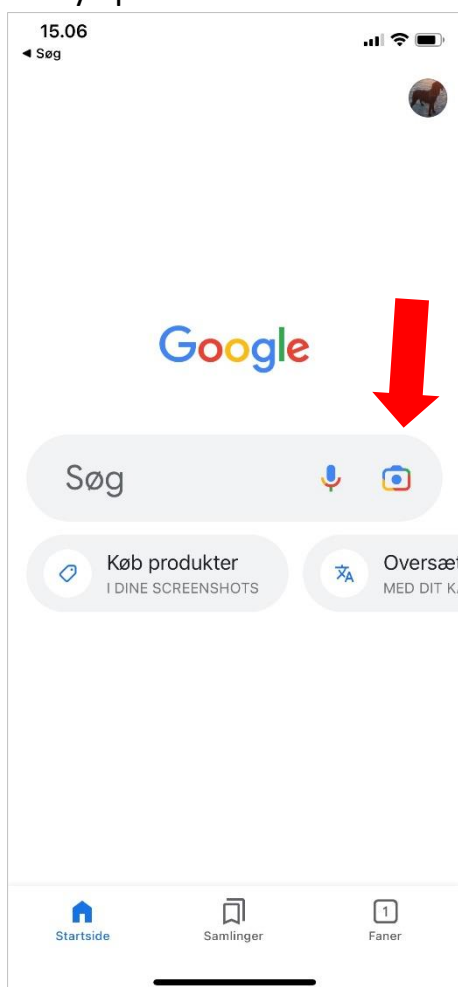 15.06
◀ Søg
Google
Søg
Køb produkter
I DINE SCREENSHOTS
Oversæt
MED DIT K
1
Startside
Samlinger
Faner